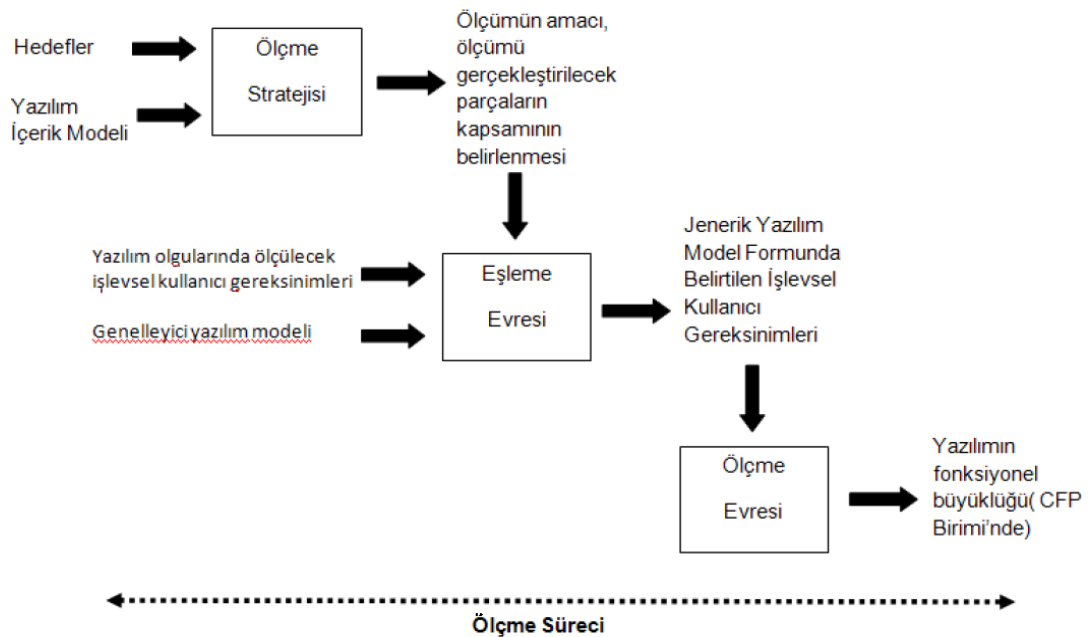 Hedefler
Yazılım
İçerik Modeli
Ölçme
Stratejisi
Ölçümün amacı,
ölçümü
gerçekleştirilecek
parçaların
kapsamının
belirlenmesi
Yazılım olgularında ölçülecek
işlevsel kullanıcı gereksinimleri
Genelleyici yazılım modeli
Eşleme
Evresi
Jenerik Yazılım
Model Formunda
Belirtilen İşlevsel
Kullanıcı
Gereksinimleri
Ölçme
Evresi
Yazılımın
fonksiyonel
büyüklüğü( CFP
Birimi'nde)
Ölçme Süreci